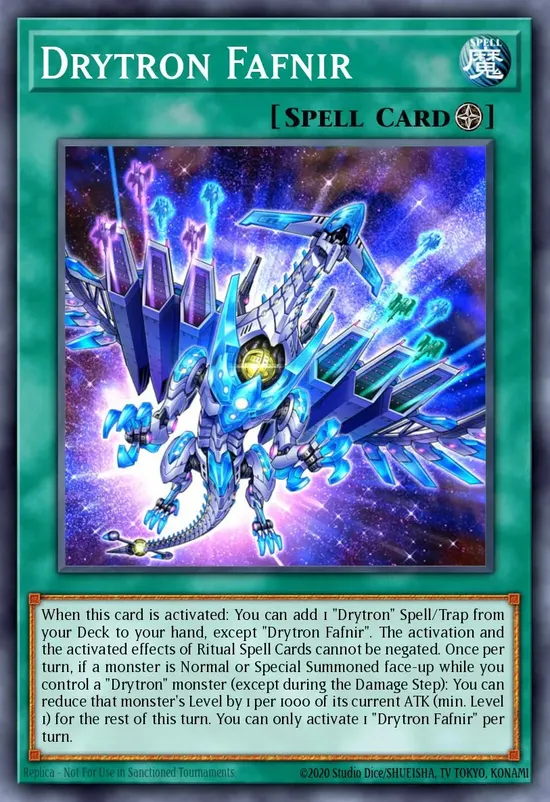 Drytron Fafnir
SPELL
魔
[Spell Card]
When this card is activated: You can add 1 "Drytron" Spell/Trap from
your Deck to your hand, except "Drytron Fafnir". The activation and
the activated effects of Ritual Spell Cards cannot be negated. Once per
turn, if a monster is Normal or Special Summoned face-up while you
control a "Drytron" monster (except during the Damage Step): You can
reduce that monster's Level by 1 per 1000 of its current ATK (min. Level
1) for the rest of this turn. You can only activate 1 "Drytron Fafnir" per
turn.
Replica - Not For Use in Sanctioned Tournaments
©2020 Studio Dice/SHUEISHA, TV TOKYO, KONAMI